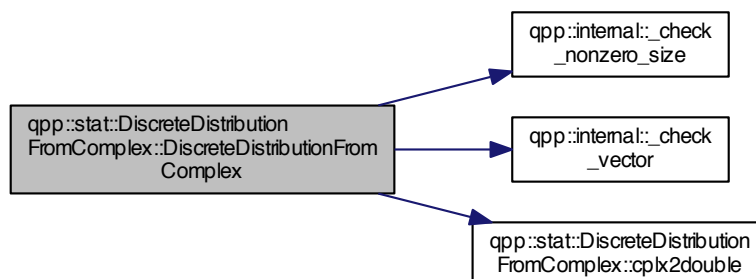 qpp::internal::_check
_nonzero_size
qpp::stat::DiscreteDistribution
FromComplex::DiscreteDistributionFrom
Complex
qpp::internal::_check
_vector
qpp::stat::DiscreteDistribution
FromComplex::cplx2double